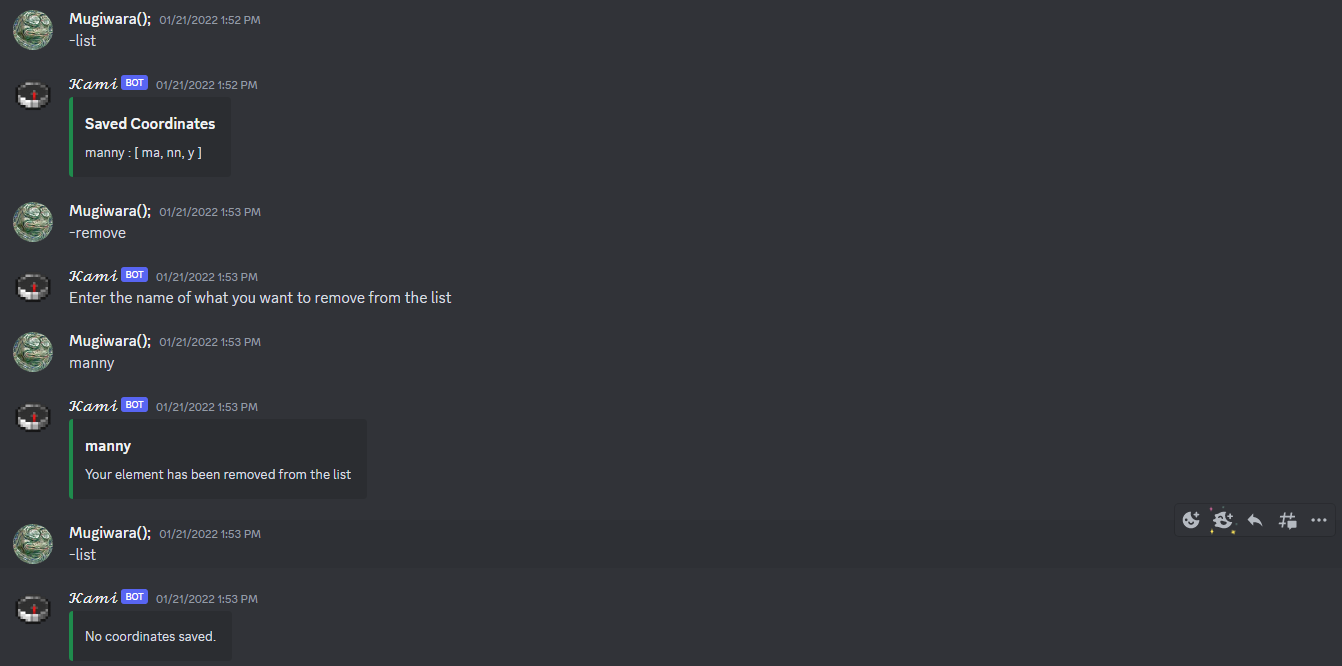 Mugiwara(); 01/21/2022 1:52 PM
-list
𝓚𝓪𝓶𝓲 BOT 01/21/2022 1:52 PM
Saved Coordinates
manny : [ ma, nn, y ]
Mugiwara(); 01/21/2022 1:53 PM
-remove
𝓚𝓪𝓶𝓲 BOT 01/21/2022 1:53 PM
Enter the name of what you want to remove from the list
Mugiwara(); 01/21/2022 1:53 PM
manny
𝓚𝓪𝓶𝓲 BOT 01/21/2022 1:53 PM
manny
Your element has been removed from the list
Mugiwara(); 01/21/2022 1:53 PM
-list
𝓚𝓪𝓶𝓲 BOT 01/21/2022 1:53 PM
No coordinates saved.